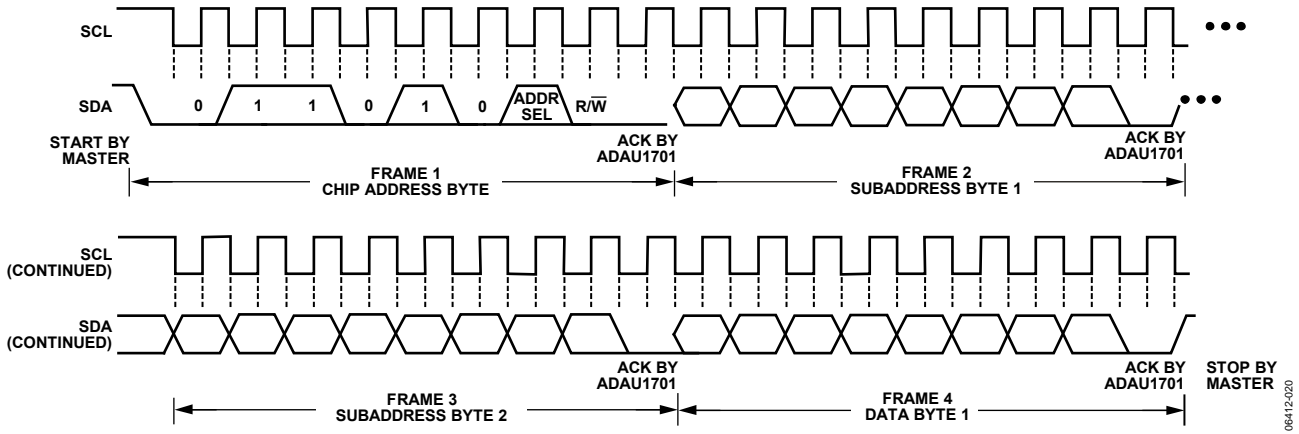 SCL
SDA
0 1 1 0 1 0 ADDR SEL R/W̅
START BY MASTER
ACK BY ADAU1701
ACK BY ADAU1701
FRAME 1
CHIP ADDRESS BYTE
FRAME 2
SUBADDRESS BYTE 1
SCL
(CONTINUED)
SDA
(CONTINUED)
ACK BY ADAU1701
ACK BY ADAU1701
STOP BY MASTER
FRAME 3
SUBADDRESS BYTE 2
FRAME 4
DATA BYTE 1
06412-020